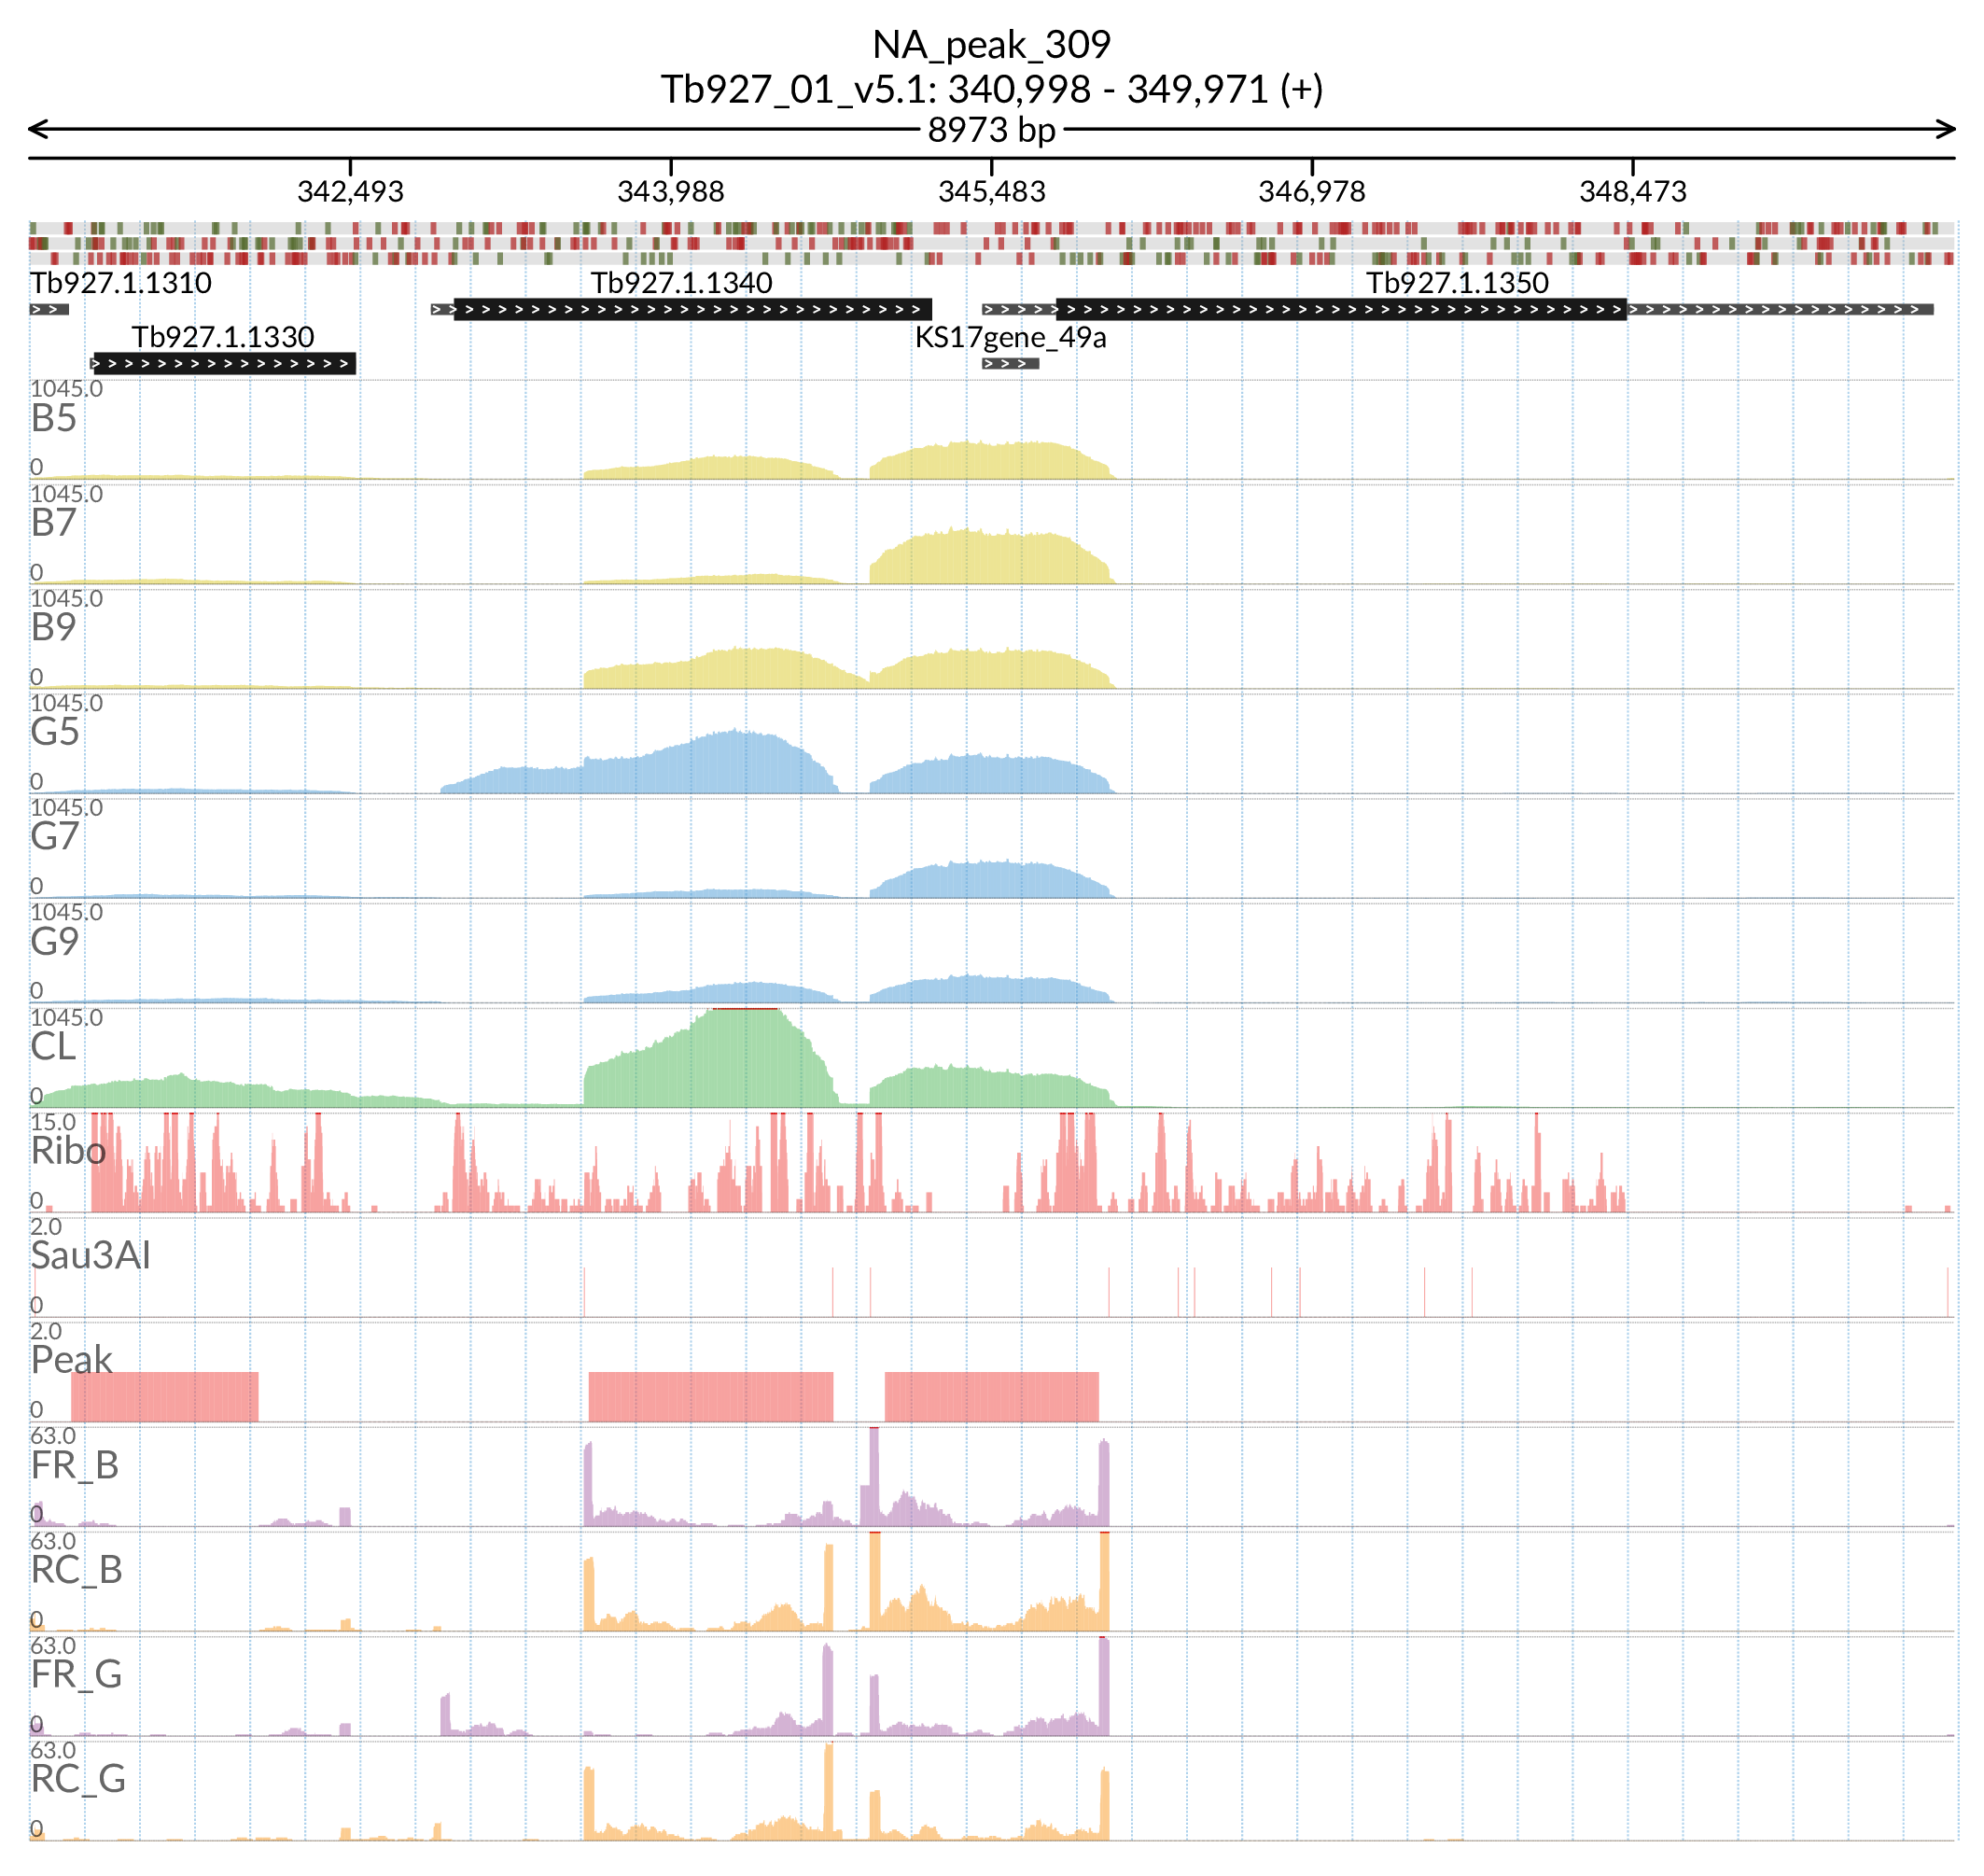 NA_peak_309
Tb927_01_v5.1: 340,998 - 349,971 (+)
8973 bp
342,493 343,988 345,483 346,978 348,473
Tb927.1.1310 Tb927.1.1340 Tb927.1.1350
Tb927.1.1330 KS17gene_49a
1045.0
B5
0
1045.0
B7
0
1045.0
B9
0
1045.0
G5
0
1045.0
G7
0
1045.0
G9
0
1045.0
CL
0
15.0
Ribo
0
2.0
Sau3AI
0
2.0
Peak
0
63.0
FR_B
0
63.0
RC_B
0
63.0
FR_G
0
63.0
RC_G
0